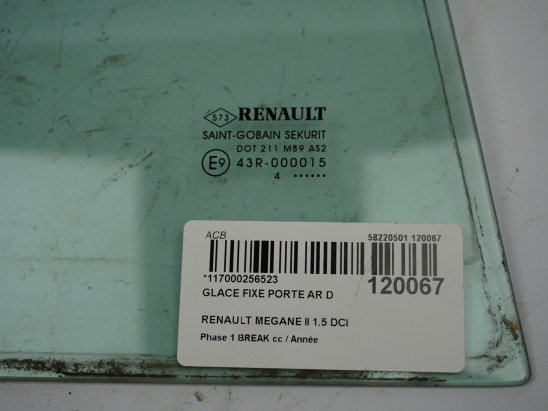 573 RENAULT
SAINT-GOBAIN SEKURIT
DOT 211 M89 AS2
E9 43R-000015
4 ••••••
ACB
58220501 120067
*117000256523
120067
GLACE FIXE PORTE AR D
RENAULT MEGANE II 1.5 DCI
Phase 1 BREAK cc / Année